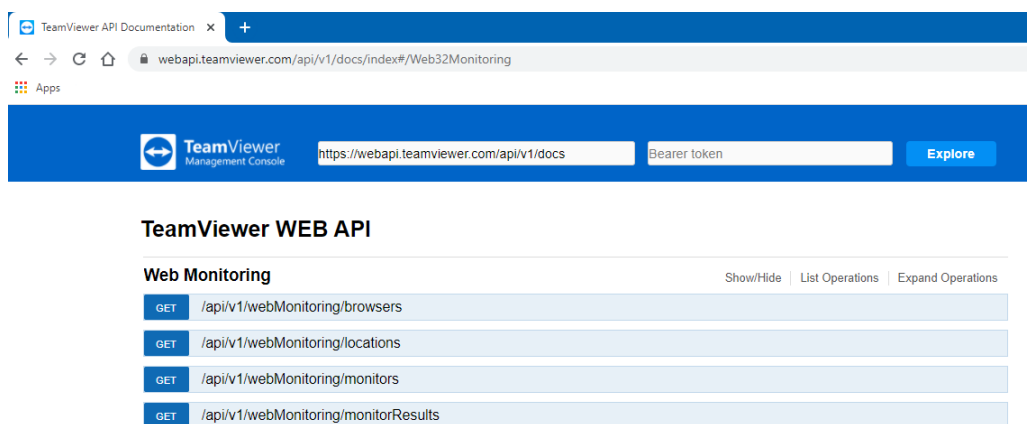 TeamViewer API Documentation
webapi.teamviewer.com/api/v1/docs/index#/Web32Monitoring
Apps
TeamViewer
Management Console
https://webapi.teamviewer.com/api/v1/docs
Bearer token
Explore
TeamViewer WEB API
Web Monitoring
Show/Hide
List Operations
Expand Operations
GET /api/v1/webMonitoring/browsers
GET /api/v1/webMonitoring/locations
GET /api/v1/webMonitoring/monitors
GET /api/v1/webMonitoring/monitorResults